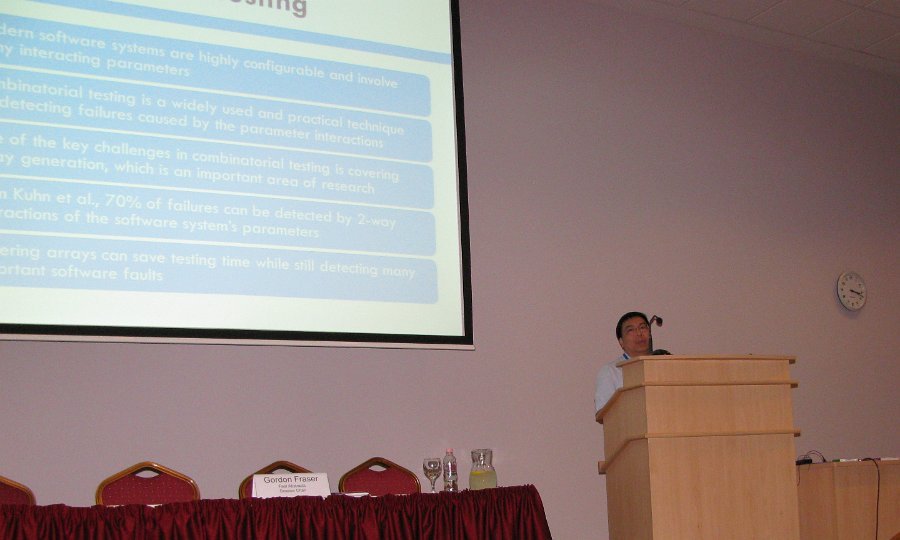 esting
dern software systems are highly configurable and involve
ny interacting parameters
mbinatorial testing is a widely used and practical technique
detecting failures caused by the parameter interactions
e of the key challenges in combinatorial testing is covering
ay generation, which is an important area of research
m Kuhn et al., 70% of failures can be detected by 2-way
ractions of the software system's parameters
ering arrays can save testing time while still detecting many
ortant software faults
Gordon Fraser
Session Chair